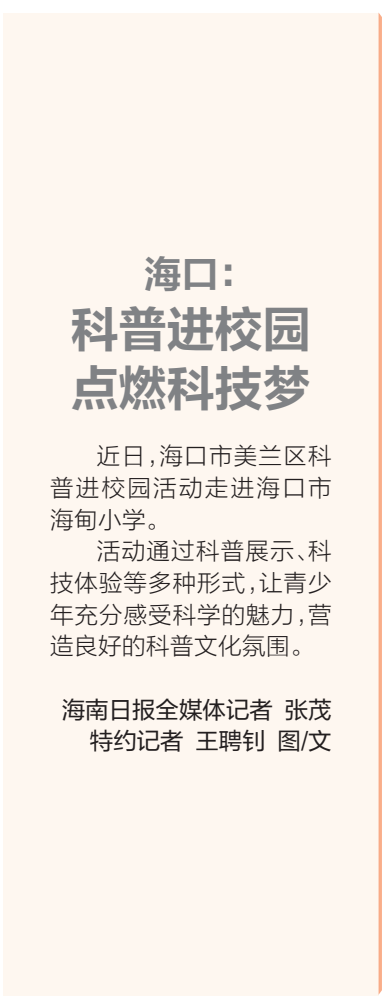 海口：
科普进校园
点燃科技梦
近日，海口市美兰区科
普进校园活动走进海口市
海甸小学。
活动通过科普展示、科
技体验等多种形式，让青少
年充分感受科学的魅力，营
造良好的科普文化氛围。
海南日报全媒体记者 张茂
特约记者 王聘钊 图/文